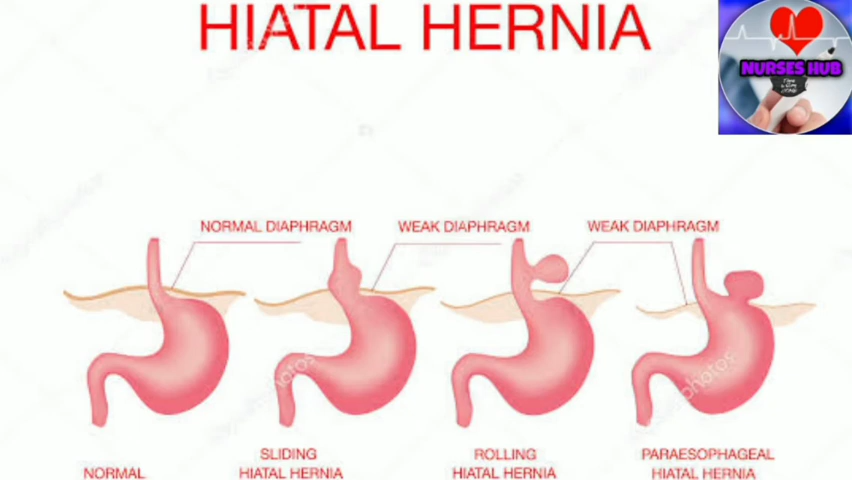 HIATAL HERNIA
NURSES HUB
NORMAL DIAPHRAGM
WEAK DIAPHRAGM
WEAK DIAPHRAGM
NORMAL
SLIDING
HIATAL HERNIA
ROLLING
HIATAL HERNIA
PARAESOPHAGEAL
HIATAL HERNIA